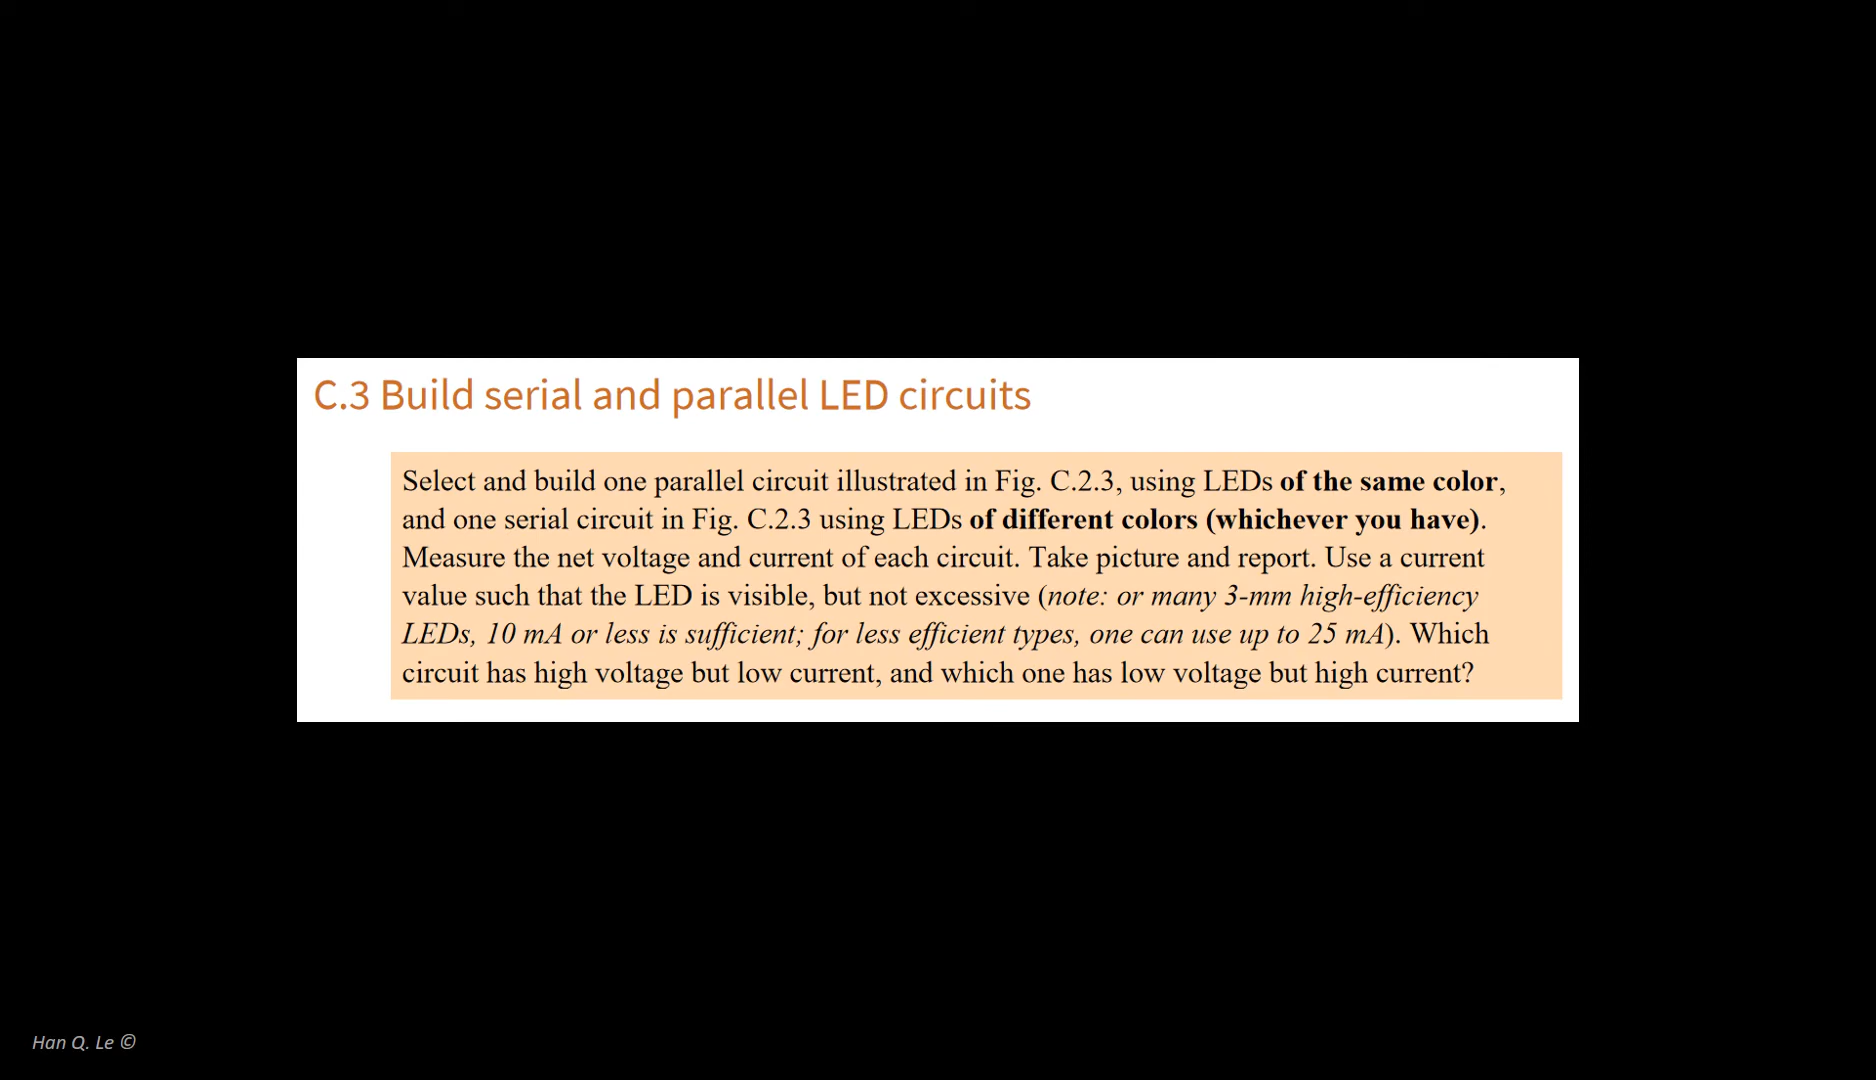 C.3 Build serial and parallel LED circuits
Select and build one parallel circuit illustrated in Fig. C.2.3, using LEDs of the same color,
and one serial circuit in Fig. C.2.3 using LEDs of different colors (whichever you have).
Measure the net voltage and current of each circuit. Take picture and report. Use a current
value such that the LED is visible, but not excessive (note: or many 3-mm high-efficiency
LEDs, 10 mA or less is sufficient; for less efficient types, one can use up to 25 mA). Which
circuit has high voltage but low current, and which one has low voltage but high current?
Han Q. Le ©